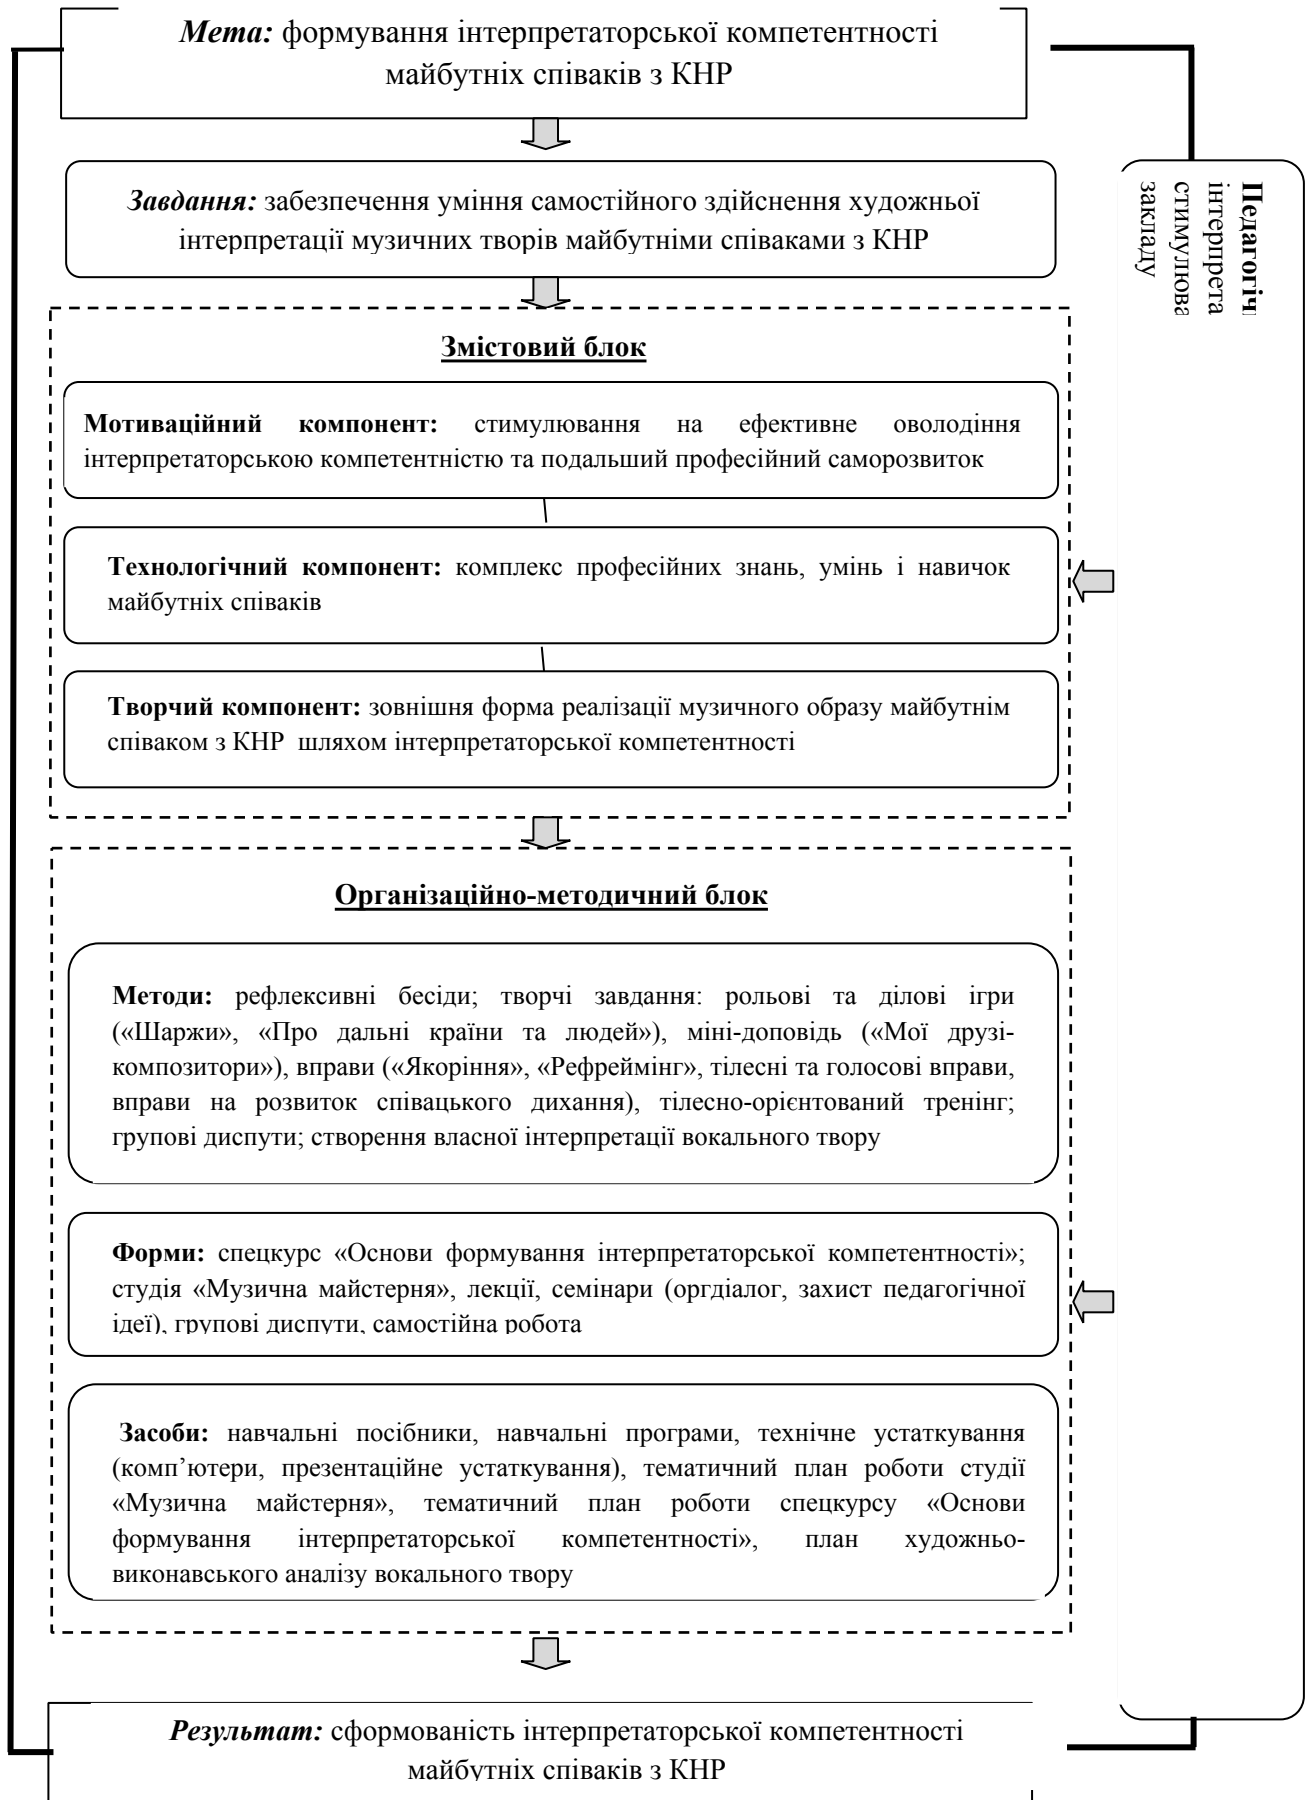 Мета: формування інтерпретаторської компетентності
майбутніх співаків з КНР
Завдання: забезпечення уміння самостійного здійснення художньої
інтерпретації музичних творів майбутніми співаками з КНР
Змістовий блок
Мотиваційний компонент: стимулювання на ефективне оволодіння
інтерпретаторською компетентністю та подальший професійний саморозвиток
Технологічний компонент: комплекс професійних знань, умінь і навичок
майбутніх співаків
Творчий компонент: зовнішня форма реалізації музичного образу майбутнім
співаком з КНР шляхом інтерпретаторської компетентності
Організаційно-методичний блок
Методи: рефлексивні бесіди; творчі завдання: рольові та ділові ігри
(«Шаржи», «Про дальні країни та людей»), міні-доповідь («Мої друзі-
композитори»), вправи («Якоріння», «Рефреймінг», тілесні та голосові вправи,
вправи на розвиток співацького дихання), тілесно-орієнтований тренінг;
групові диспути; створення власної інтерпретації вокального твору
Форми: спецкурс «Основи формування інтерпретаторської компетентності»;
студія «Музична майстерня», лекції, семінари (оргдіалог, захист педагогічної
ідеї), групові диспути, самостійна робота
Засоби: навчальні посібники, навчальні програми, технічне устаткування
(комп’ютери, презентаційне устаткування), тематичний план роботи студії
«Музична майстерня», тематичний план роботи спецкурсу «Основи
формування інтерпретаторської компетентності», план художньо-
виконавського аналізу вокального твору
Результат: сформованість інтерпретаторської компетентності
майбутніх співаків з КНР
Педагогіч
інтерпрета
стимулюва
закладу